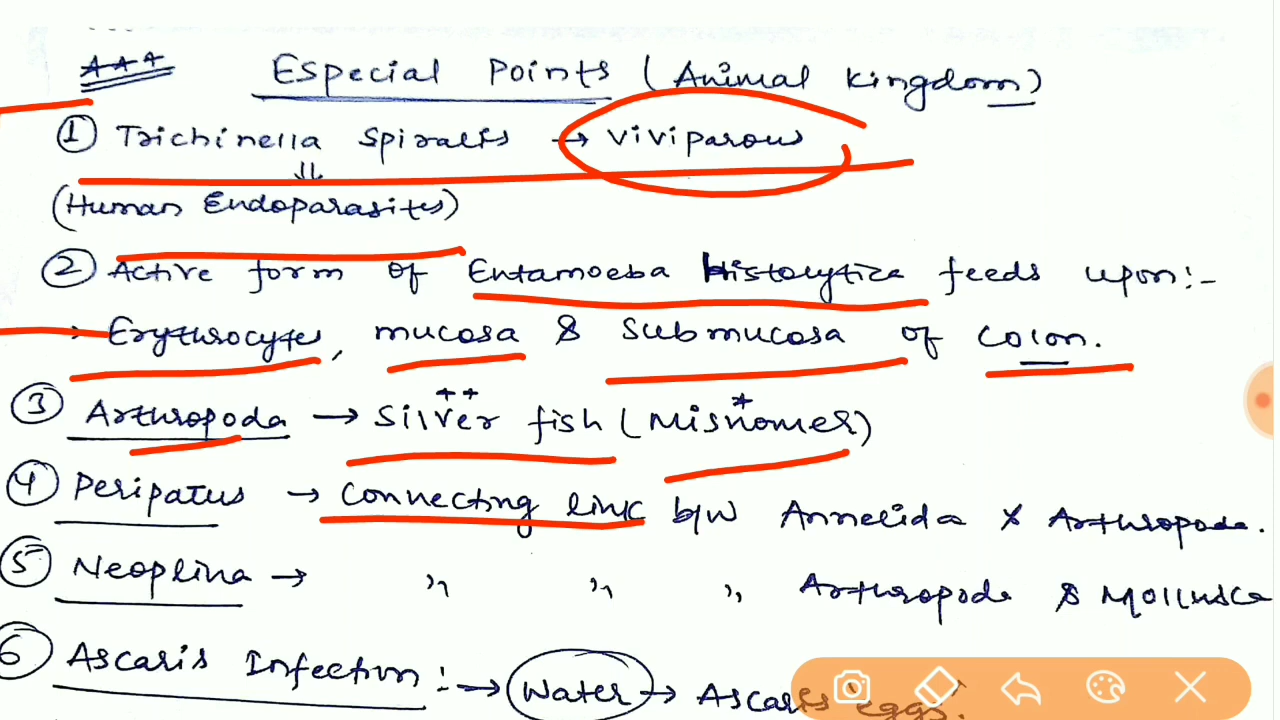 *** Especial Points (Animal Kingdom)
① Trichinella Spiralis → Viviparous
⇓
(Human Endoparasites)
② Active form of Entamoeba Histolytica feeds upon:-
→ Erythrocytes, mucosa & Submucosa of Colon.
③ Arthropoda → Silver fish (Misnomer)
④ Peripatus → Connecting link b/w Annelida & Arthropoda.
⑤ Neoplina → " " " Arthropoda & Mollusca
⑥ Ascaris Infection :→ Water → Ascaris eggs.